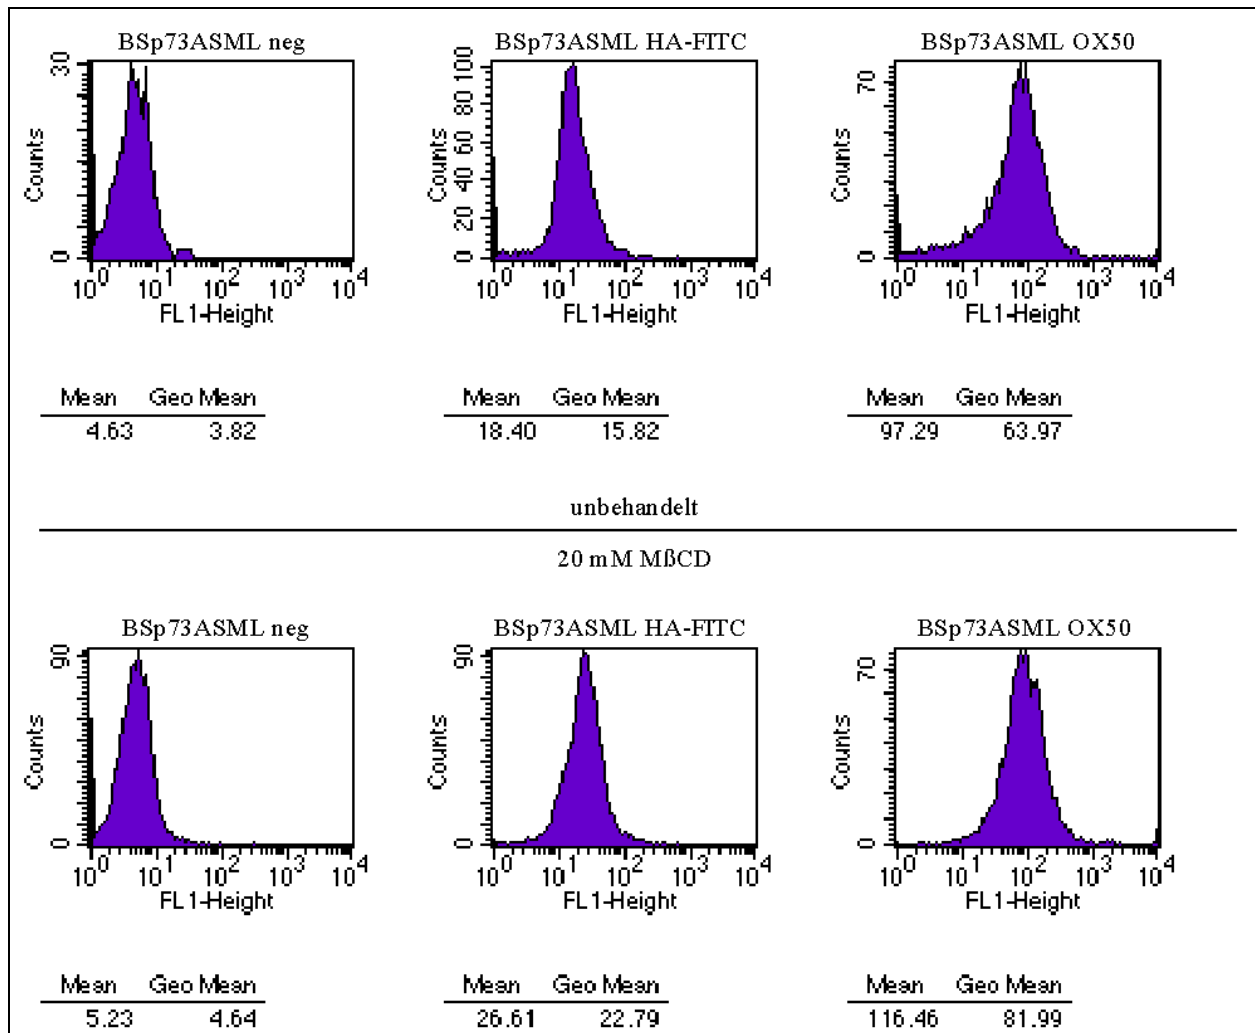 BSp73ASML neg BSp73ASML HA-FITC BSp73ASML OX50
30 100 80 60 40 20 0 70
Counts Counts Counts
0 0
10^0 10^1 10^2 10^3 10^4 10^0 10^1 10^2 10^3 10^4 10^0 10^1 10^2 10^3 10^4
FL1-Height FL1-Height FL1-Height
Mean Geo Mean Mean Geo Mean Mean Geo Mean
4.63 3.82 18.40 15.82 97.29 63.97
unbehandelt
20 mM MßCD
BSp73ASML neg BSp73ASML HA-FITC BSp73ASML OX50
90 90 70
Counts Counts Counts
0 0 0
10^0 10^1 10^2 10^3 10^4 10^0 10^1 10^2 10^3 10^4 10^0 10^1 10^2 10^3 10^4
FL1-Height FL1-Height FL1-Height
Mean Geo Mean Mean Geo Mean Mean Geo Mean
5.23 4.64 26.61 22.79 116.46 81.99